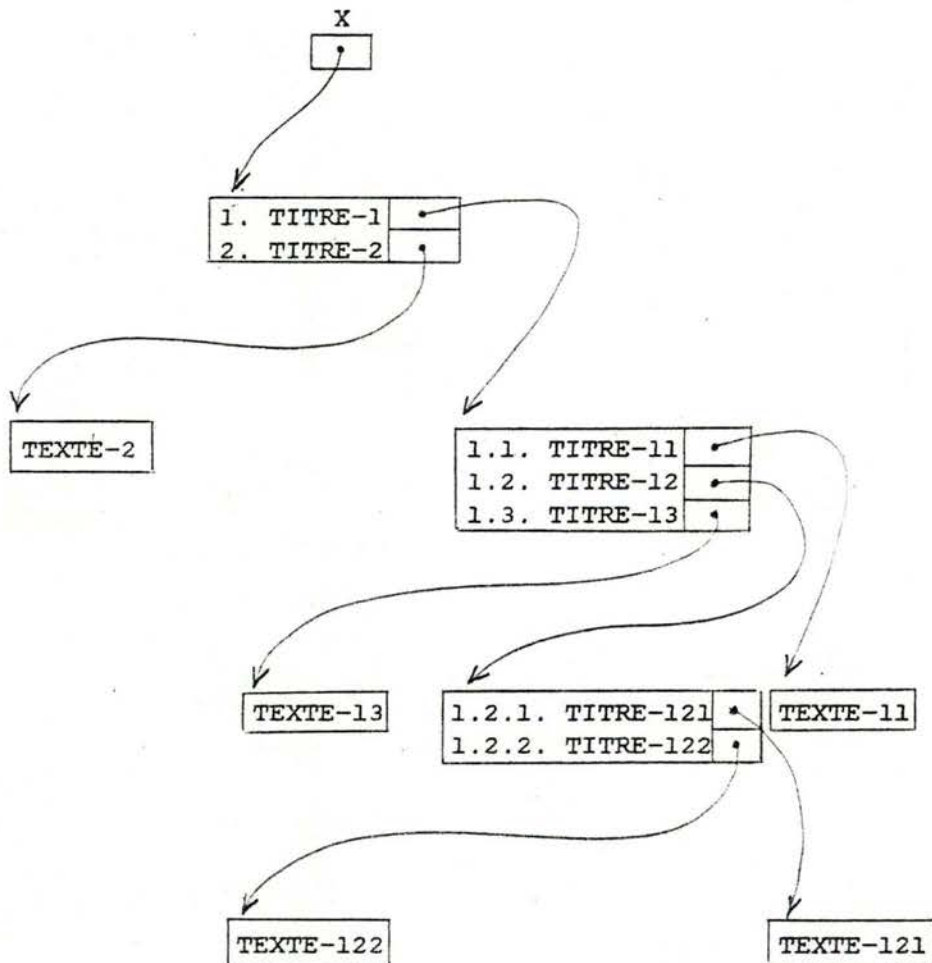 X
1. TITRE-1
2. TITRE-2
TEXTE-2
1.1. TITRE-11
1.2. TITRE-12
1.3. TITRE-13
TEXTE-13
1.2.1. TITRE-121
1.2.2. TITRE-122
TEXTE-11
TEXTE-122
TEXTE-121